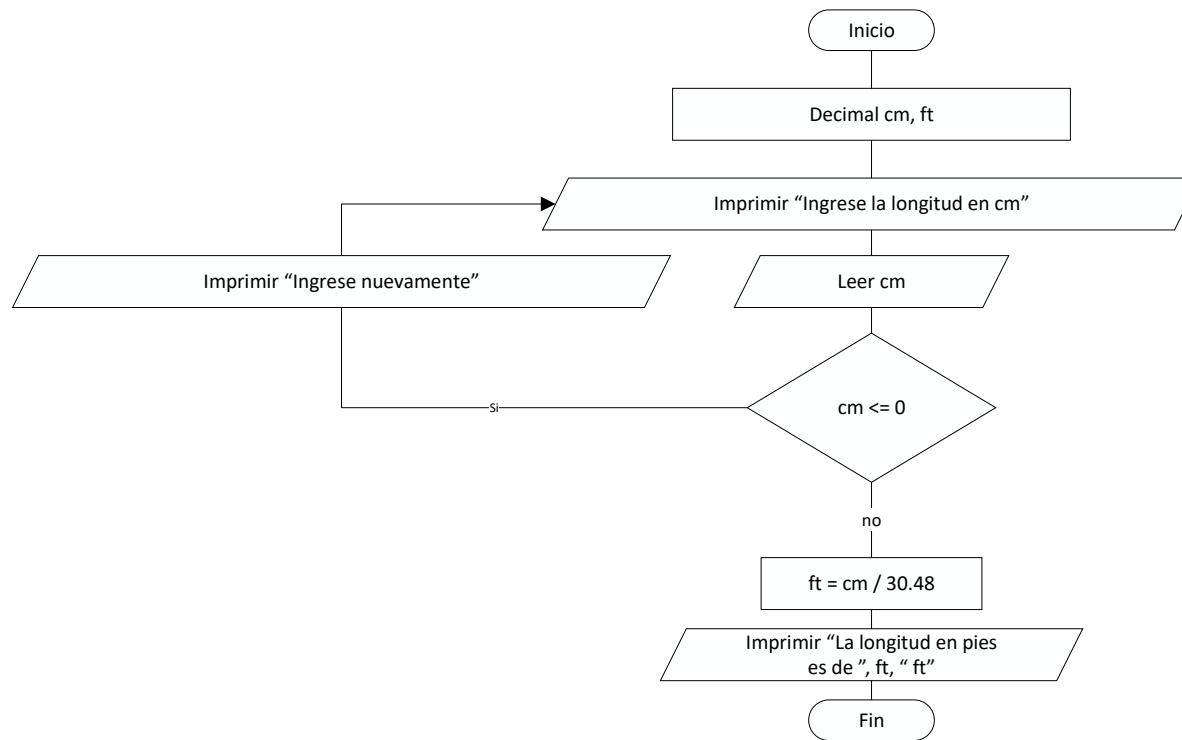 Inicio
Decimal cm, ft
Imprimir “Ingrese la longitud en cm”
Imprimir “Ingrese nuevamente”
Leer cm
cm <= 0
Si
no
ft = cm / 30.48
Imprimir “La longitud en pies
es de ”, ft, “ ft”
Fin